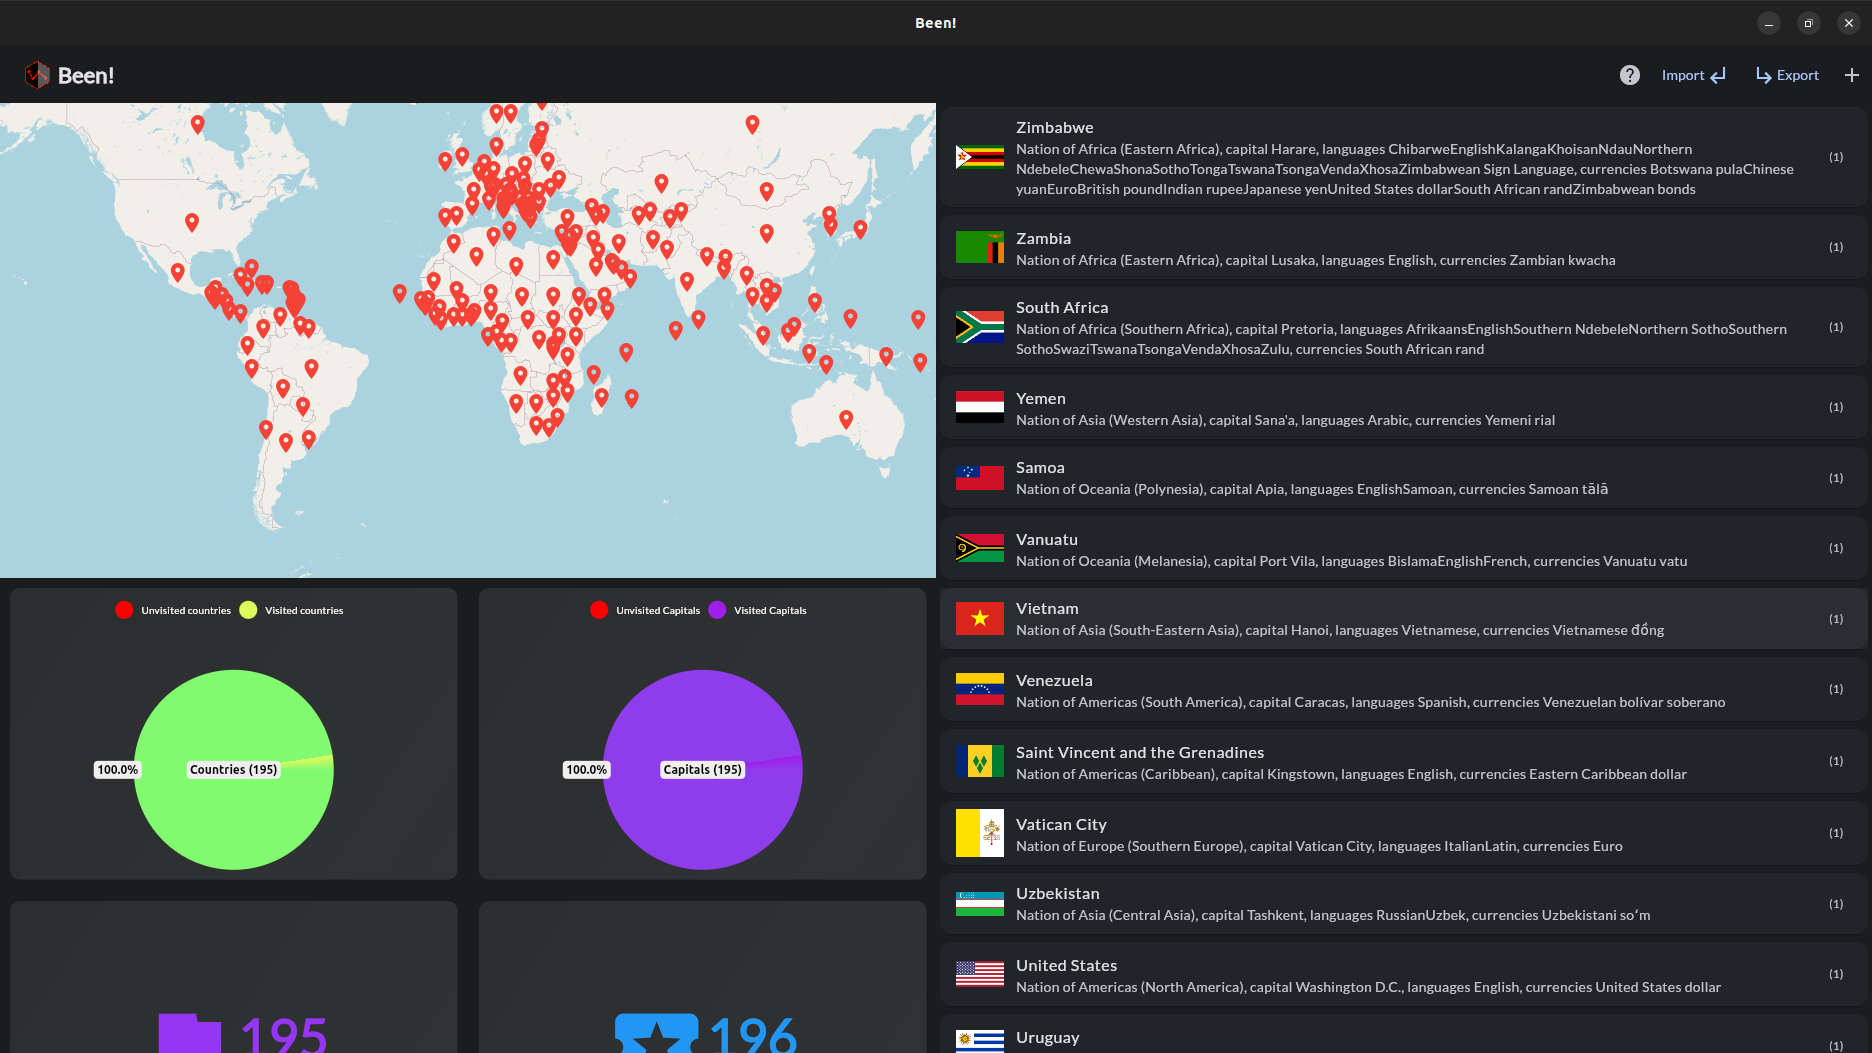 Been!
Been!
?
Import
Export
Zimbabwe
Nation of Africa (Eastern Africa), capital Harare, languages ChibarweEnglishKalangaKhoisanNdauNorthern
NdebeleChewaShonaSothoTongaTswanaTsongaVendaXhosaZimbabwean Sign Language, currencies Botswana pulaChinese
yuanEuroBritish poundIndian rupeeJapanese yenUnited States dollarSouth African randZimbabwean bonds
(1)
Zambia
Nation of Africa (Eastern Africa), capital Lusaka, languages English, currencies Zambian kwacha
(1)
South Africa
Nation of Africa (Southern Africa), capital Pretoria, languages AfrikaansEnglishSouthern NdebeleNorthern SothoSouthern
SothoSwaziTswanaTsongaVendaXhosaZulu, currencies South African rand
(1)
Yemen
Nation of Asia (Western Asia), capital Sana'a, languages Arabic, currencies Yemeni rial
(1)
Samoa
Nation of Oceania (Polynesia), capital Apia, languages EnglishSamoan, currencies Samoan tālā
(1)
Vanuatu
Nation of Oceania (Melanesia), capital Port Vila, languages BislamaEnglishFrench, currencies Vanuatu vatu
(1)
Vietnam
Nation of Asia (South-Eastern Asia), capital Hanoi, languages Vietnamese, currencies Vietnamese đồng
(1)
Venezuela
Nation of Americas (South America), capital Caracas, languages Spanish, currencies Venezuelan bolívar soberano
(1)
Saint Vincent and the Grenadines
Nation of Americas (Caribbean), capital Kingstown, languages English, currencies Eastern Caribbean dollar
(1)
Vatican City
Nation of Europe (Southern Europe), capital Vatican City, languages ItalianLatin, currencies Euro
(1)
Uzbekistan
Nation of Asia (Central Asia), capital Tashkent, languages RussianUzbek, currencies Uzbekistani soʻm
(1)
United States
Nation of Americas (North America), capital Washington D.C., languages English, currencies United States dollar
(1)
Uruguay
(1)
Unvisited countries
Visited countries
100.0%
Countries (195)
Unvisited Capitals
Visited Capitals
100.0%
Capitals (195)
195
196